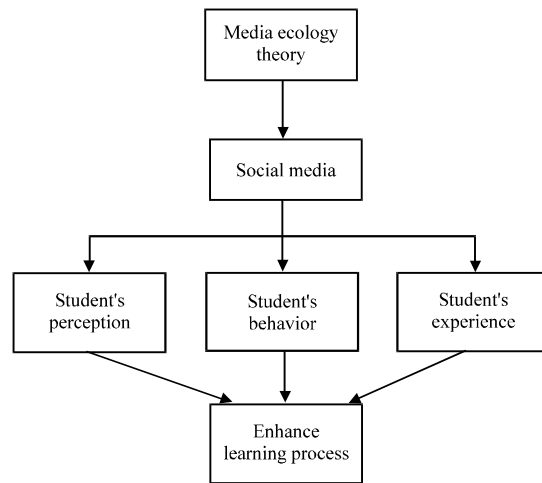 Media ecology
theory
Social media
Student's
perception
Student's
behavior
Student's
experience
Enhance
learning process